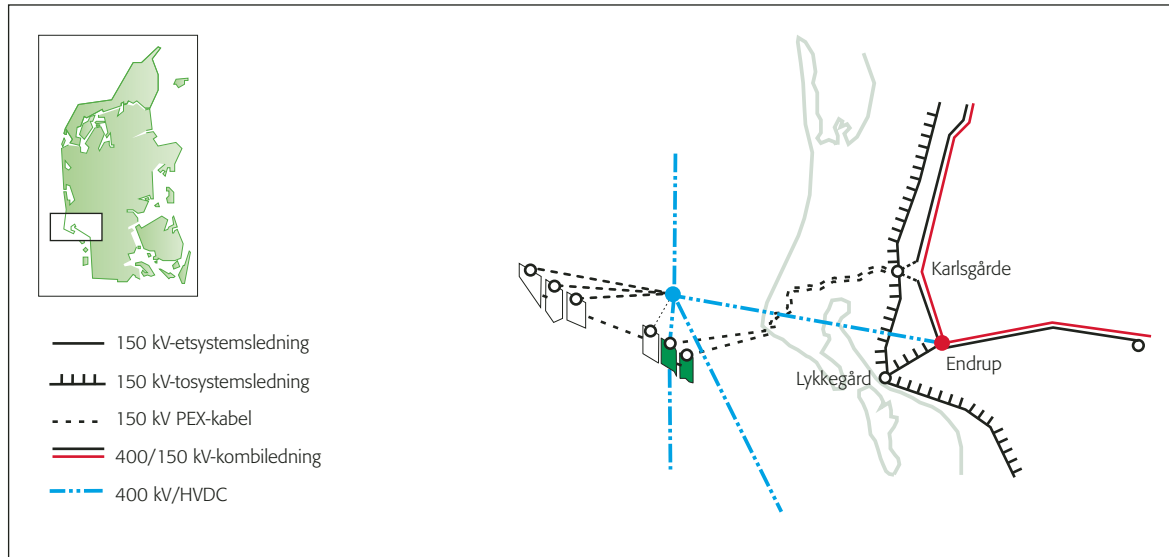 Karlsgårde
Endrup
Lykkegård
150 kV-etsystemsledning
150 kV-tosystemsledning
150 kV PEX-kabel
400/150 kV-kombiledning
400 kV/HVDC